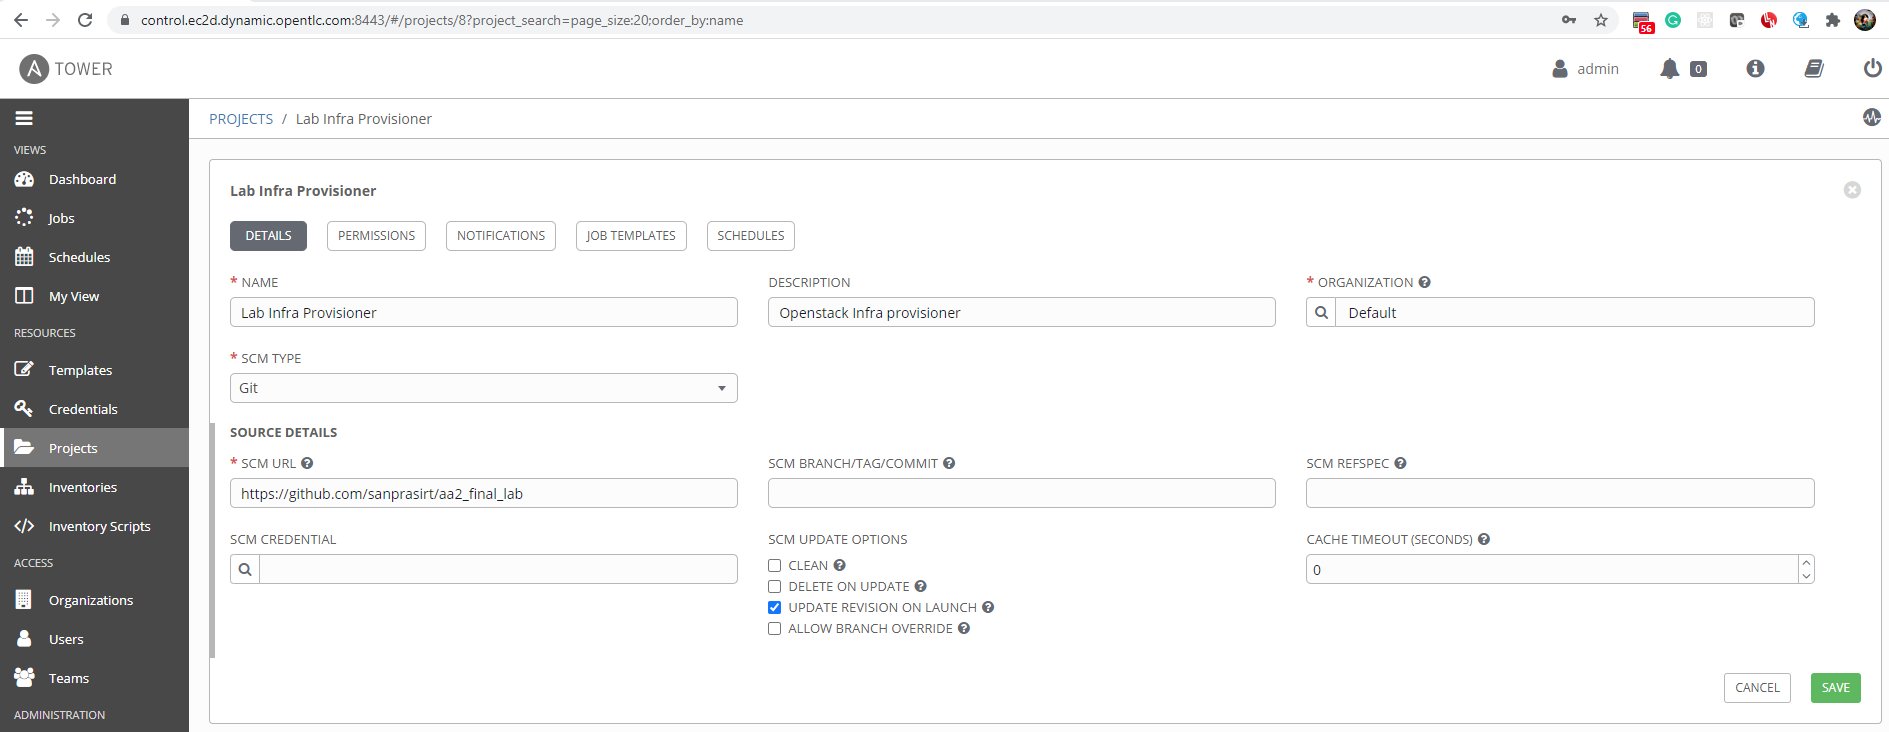 control.ec2d.dynamic.opentlc.com:8443/#/projects/8?project_search=page_size:20;order_by:name
56
TOWER
admin
0
VIEWS
Dashboard
Jobs
Schedules
My View
RESOURCES
Templates
Credentials
Projects
Inventories
Inventory Scripts
ACCESS
Organizations
Users
Teams
ADMINISTRATION
PROJECTS / Lab Infra Provisioner
Lab Infra Provisioner
DETAILS PERMISSIONS NOTIFICATIONS JOB TEMPLATES SCHEDULES
* NAME
Lab Infra Provisioner
DESCRIPTION
Openstack Infra provisioner
* ORGANIZATION
Default
* SCM TYPE
Git
SOURCE DETAILS
* SCM URL
https://github.com/sanprasirt/aa2_final_lab
SCM BRANCH/TAG/COMMIT
SCM REFSPEC
SCM CREDENTIAL
SCM UPDATE OPTIONS
CLEAN
DELETE ON UPDATE
UPDATE REVISION ON LAUNCH
ALLOW BRANCH OVERRIDE
CACHE TIMEOUT (SECONDS)
0
CANCEL SAVE